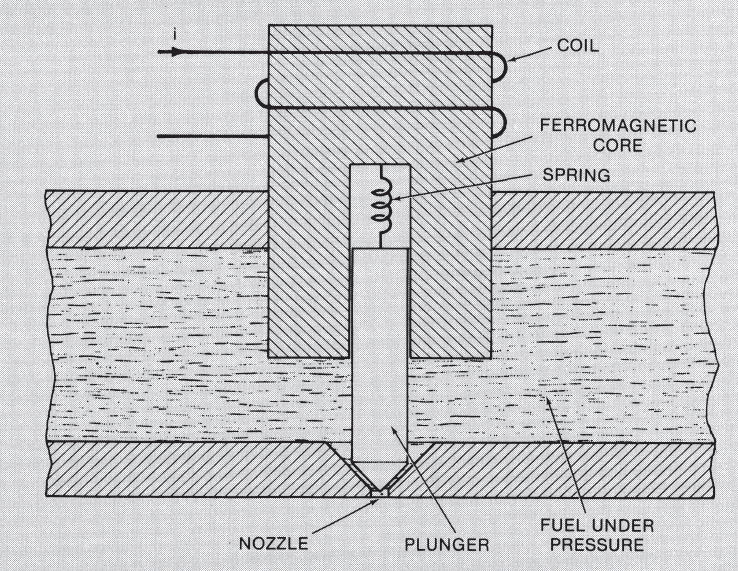 i
COIL
FERROMAGNETIC
CORE
SPRING
NOZZLE
PLUNGER
FUEL UNDER
PRESSURE